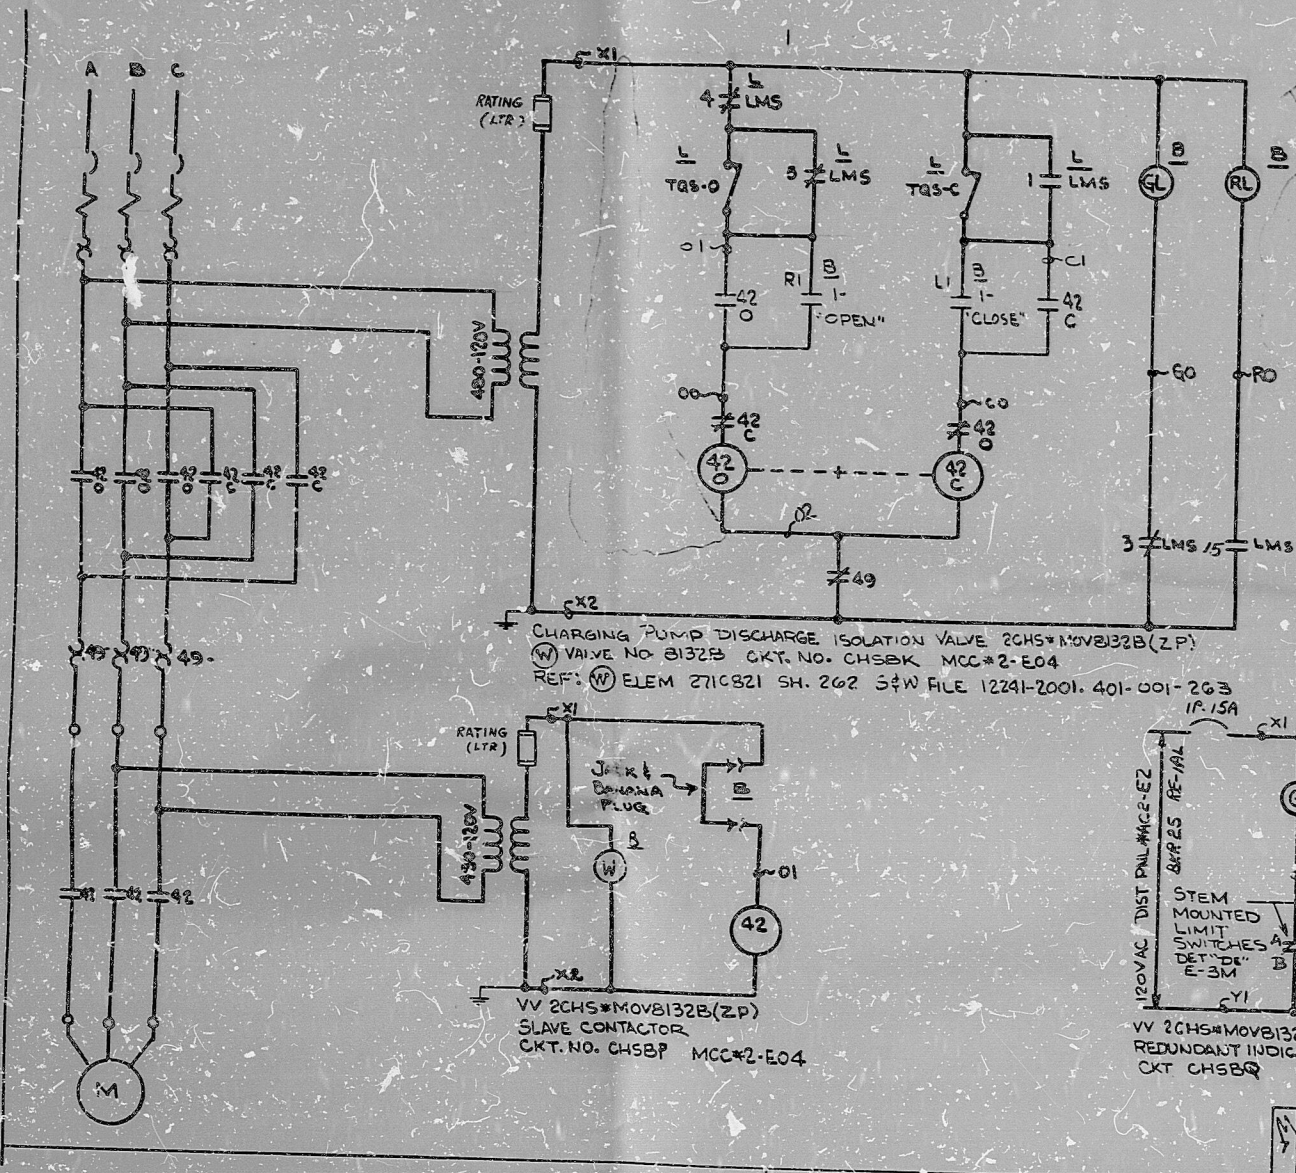 A B C
RATING
(LTR)
X1
4 L LMS
L
TQS-O
3 L LMS
L
TQS-C
1 L LMS
GL B
RL B
O1
42
O
R1 B
1-
"OPEN"
L1 B
1-
"CLOSE"
C1
42
C
480-120V
OO
42
C
CO
42
O
GO
RO
42
O
42
C
42
O
42
O
42
O
42
C
42
C
42
C
O2
49
3 LMS
15 LMS
X2
49 49 49
CHARGING PUMP DISCHARGE ISOLATION VALVE 2CHS*MOV8132B(ZP)
W VALVE NO 8132B CKT. NO. CHSBK MCC*2-E04
REF: W ELEM 271C821 SH. 262 S&W FILE 12241-2001.401-001-263
RATING
(LTR)
X1
JACK &
BANANA
PLUG
B
480-120V
B
W
O1
42
42 42 42
X2
VV 2CHS*MOV8132B(ZP)
SLAVE CONTACTOR
CKT. NO. CHSBP MCC*2-E04
M
1P-15A
X1
120VAC DIST PNL*AC2-E2
STEM
MOUNTED
LIMIT
SWITCHES
A
B
E-3M
Y1
VV 2CHS*MOV8132
REDUNDANT INDIC
CKT CHSBQ